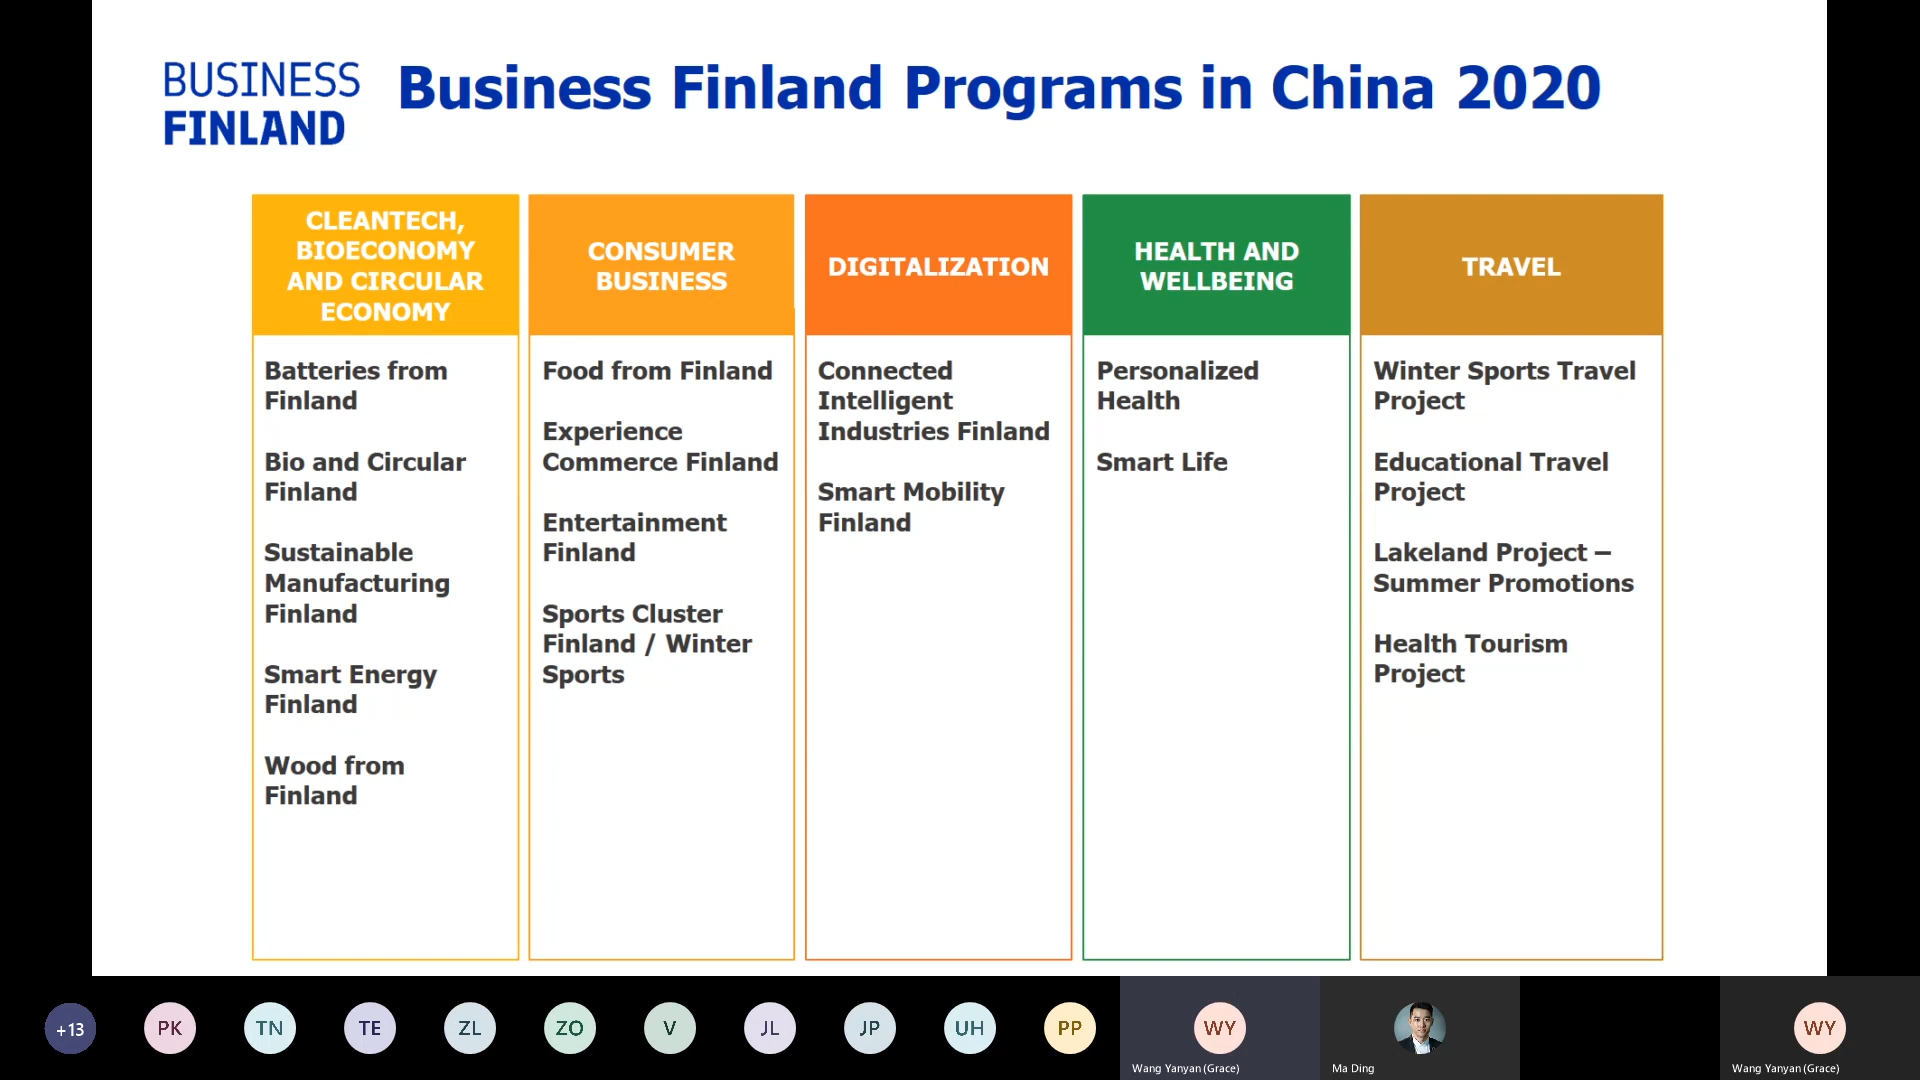 BUSINESS
FINLAND
Business Finland Programs in China 2020
CLEANTECH,
BIOECONOMY
AND CIRCULAR
ECONOMY
Batteries from
Finland
Bio and Circular
Finland
Sustainable
Manufacturing
Finland
Smart Energy
Finland
Wood from
Finland
CONSUMER
BUSINESS
Food from Finland
Experience
Commerce Finland
Entertainment
Finland
Sports Cluster
Finland / Winter
Sports
DIGITALIZATION
Connected
Intelligent
Industries Finland
Smart Mobility
Finland
HEALTH AND
WELLBEING
Personalized
Health
Smart Life
TRAVEL
Winter Sports Travel
Project
Educational Travel
Project
Lakeland Project –
Summer Promotions
Health Tourism
Project
+13
PK
TN
TE
ZL
ZO
V
JL
JP
UH
PP
WY
Wang Yanyan (Grace)
Ma Ding
WY
Wang Yanyan (Grace)